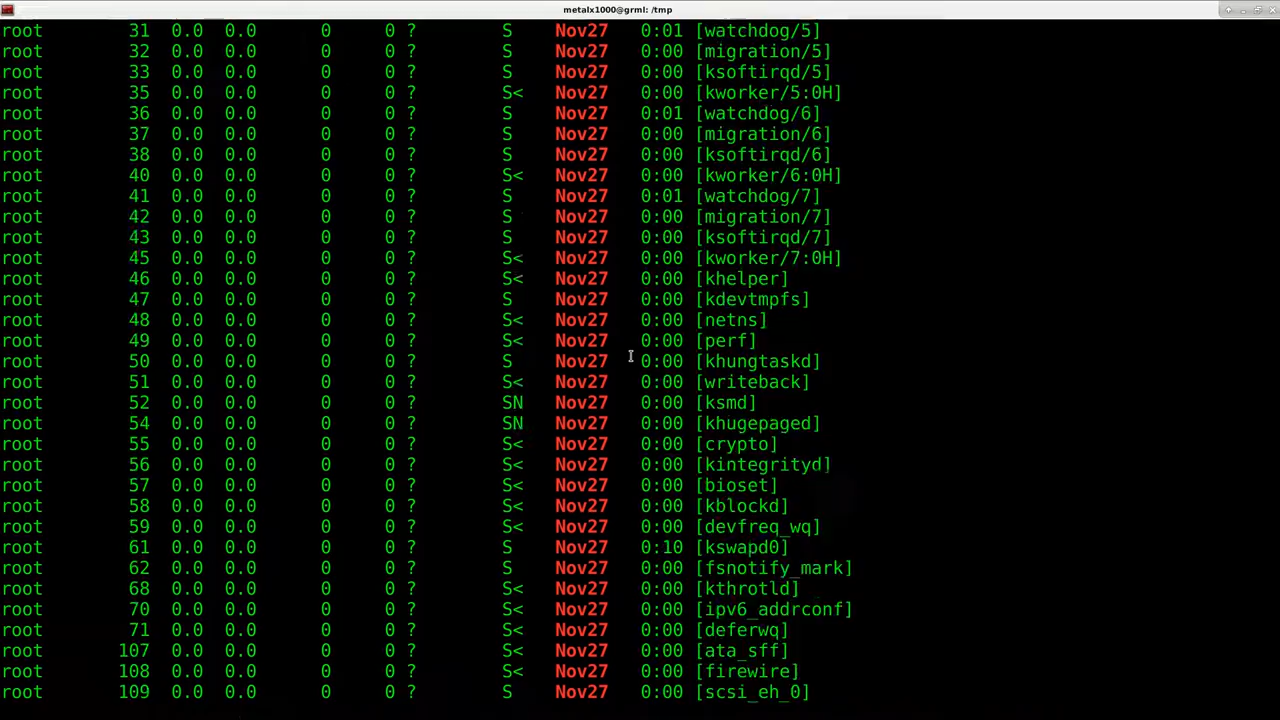 metalx1000@grml: /tmp
root 31 0.0 0.0 0 0 ? S Nov27 0:01 [watchdog/5]
root 32 0.0 0.0 0 0 ? S Nov27 0:00 [migration/5]
root 33 0.0 0.0 0 0 ? S Nov27 0:00 [ksoftirqd/5]
root 35 0.0 0.0 0 0 ? S< Nov27 0:00 [kworker/5:0H]
root 36 0.0 0.0 0 0 ? S Nov27 0:01 [watchdog/6]
root 37 0.0 0.0 0 0 ? S Nov27 0:00 [migration/6]
root 38 0.0 0.0 0 0 ? S Nov27 0:00 [ksoftirqd/6]
root 40 0.0 0.0 0 0 ? S< Nov27 0:00 [kworker/6:0H]
root 41 0.0 0.0 0 0 ? S Nov27 0:01 [watchdog/7]
root 42 0.0 0.0 0 0 ? S Nov27 0:00 [migration/7]
root 43 0.0 0.0 0 0 ? S Nov27 0:00 [ksoftirqd/7]
root 45 0.0 0.0 0 0 ? S< Nov27 0:00 [kworker/7:0H]
root 46 0.0 0.0 0 0 ? S< Nov27 0:00 [khelper]
root 47 0.0 0.0 0 0 ? S Nov27 0:00 [kdevtmpfs]
root 48 0.0 0.0 0 0 ? S< Nov27 0:00 [netns]
root 49 0.0 0.0 0 0 ? S< Nov27 0:00 [perf]
root 50 0.0 0.0 0 0 ? S Nov27 0:00 [khungtaskd]
root 51 0.0 0.0 0 0 ? S< Nov27 0:00 [writeback]
root 52 0.0 0.0 0 0 ? SN Nov27 0:00 [ksmd]
root 54 0.0 0.0 0 0 ? SN Nov27 0:00 [khugepaged]
root 55 0.0 0.0 0 0 ? S< Nov27 0:00 [crypto]
root 56 0.0 0.0 0 0 ? S< Nov27 0:00 [kintegrityd]
root 57 0.0 0.0 0 0 ? S< Nov27 0:00 [bioset]
root 58 0.0 0.0 0 0 ? S< Nov27 0:00 [kblockd]
root 59 0.0 0.0 0 0 ? S< Nov27 0:00 [devfreq_wq]
root 61 0.0 0.0 0 0 ? S Nov27 0:10 [kswapd0]
root 62 0.0 0.0 0 0 ? S Nov27 0:00 [fsnotify_mark]
root 68 0.0 0.0 0 0 ? S< Nov27 0:00 [kthrotld]
root 70 0.0 0.0 0 0 ? S< Nov27 0:00 [ipv6_addrconf]
root 71 0.0 0.0 0 0 ? S< Nov27 0:00 [deferwq]
root 107 0.0 0.0 0 0 ? S< Nov27 0:00 [ata_sff]
root 108 0.0 0.0 0 0 ? S< Nov27 0:00 [firewire]
root 109 0.0 0.0 0 0 ? S Nov27 0:00 [scsi_eh_0]